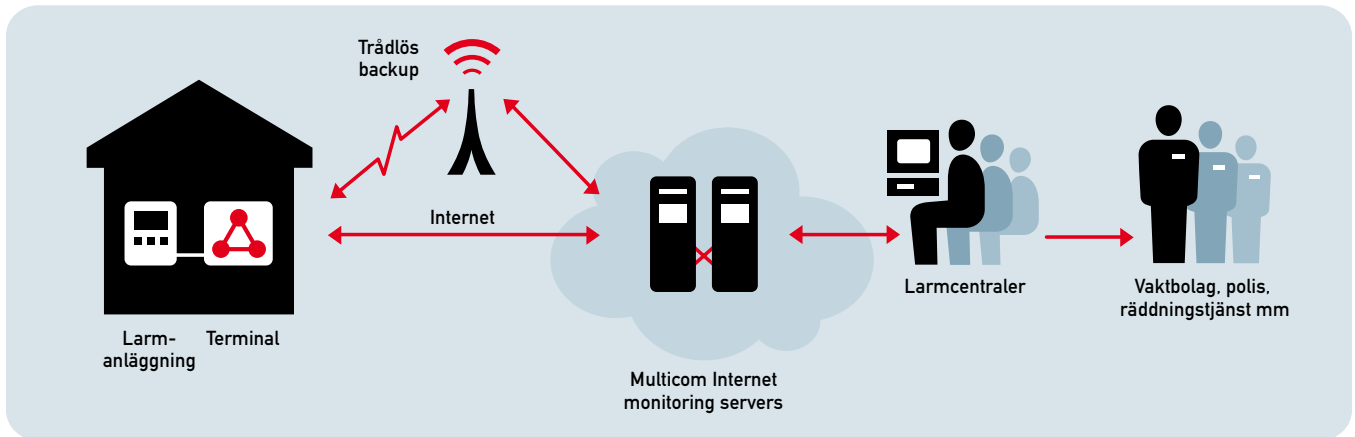 Trådlös
backup
Internet
Larm-
anläggning
Terminal
Multicom Internet
monitoring servers
Larmcentraler
Vaktbolag, polis,
räddningstjänst mm